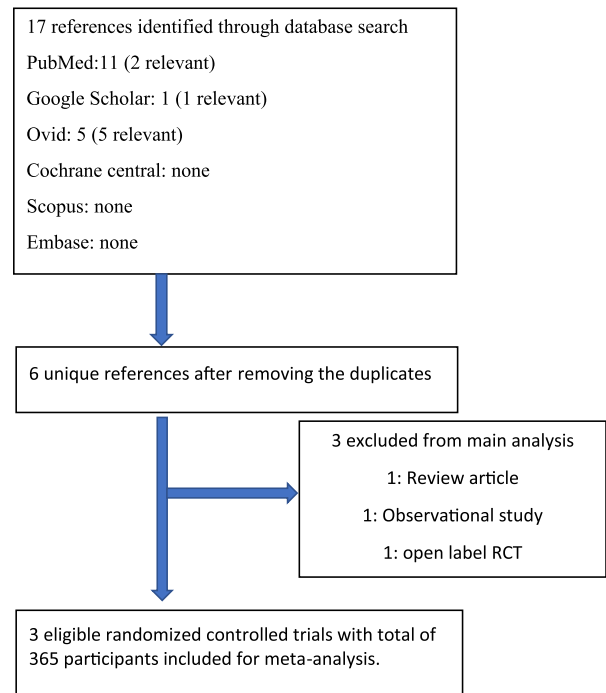 17 references identified through database search
PubMed:11 (2 relevant)
Google Scholar: 1 (1 relevant)
Ovid: 5 (5 relevant)
Cochrane central: none
Scopus: none
Embase: none
6 unique references after removing the duplicates
3 excluded from main analysis
1: Review article
1: Observational study
1: open label RCT
3 eligible randomized controlled trials with total of
365 participants included for meta-analysis.